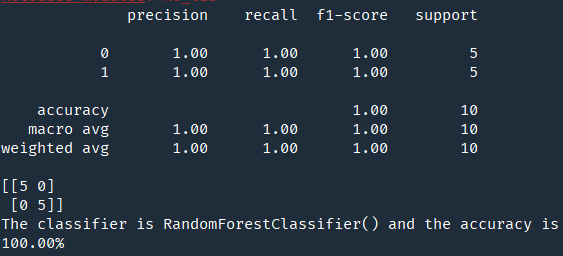 precision recall f1-score support
0 1.00 1.00 1.00 5
1 1.00 1.00 1.00 5
accuracy 1.00 10
macro avg 1.00 1.00 1.00 10
weighted avg 1.00 1.00 1.00 10
[[5 0]
[0 5]]
The classifier is RandomForestClassifier() and the accuracy is
100.00%